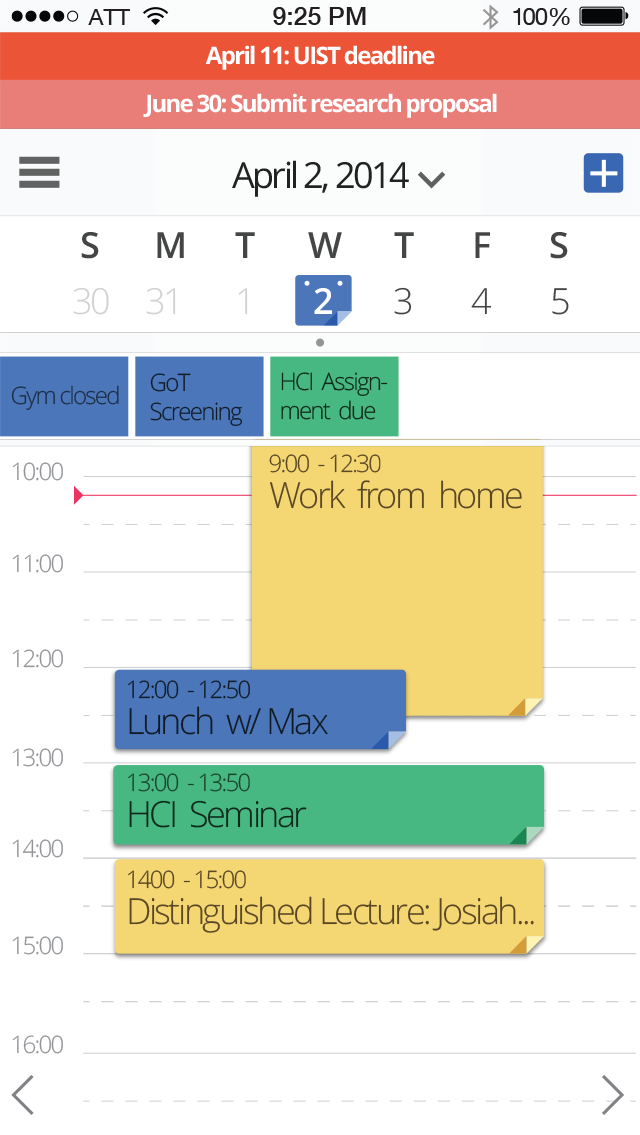 ATT 9:25 PM 100%
April 11: UIST deadline
June 30: Submit research proposal
April 2, 2014
S M T W T F S
30 31 1 2 3 4 5
Gym closed
GoT
Screening
HCI Assign-
ment due
10:00
9:00 - 12:30
Work from home
11:00
12:00
12:00 - 12:50
Lunch w/ Max
13:00
13:00 - 13:50
HCI Seminar
14:00
1400 - 15:00
Distinguished Lecture: Josiah...
15:00
16:00